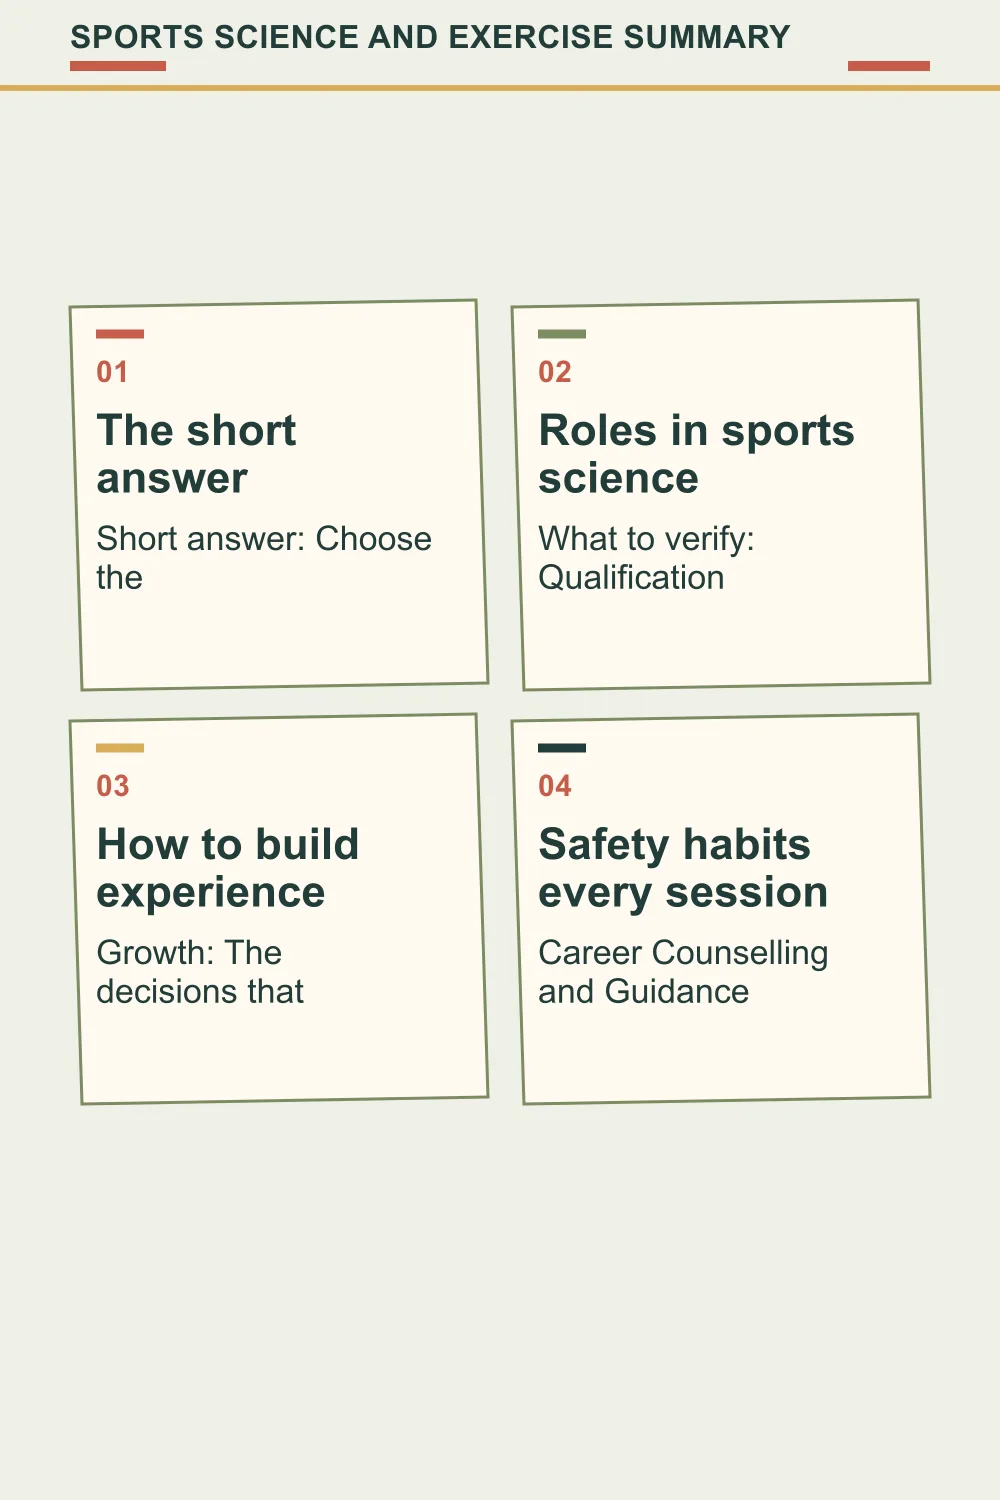 SPORTS SCIENCE AND EXERCISE SUMMARY
01
The short
answer
Short answer: Choose
the
02
Roles in sports
science
What to verify:
Qualification
03
How to build
experience
Growth: The
decisions that
04
Safety habits
every session
Career Counselling
and Guidance